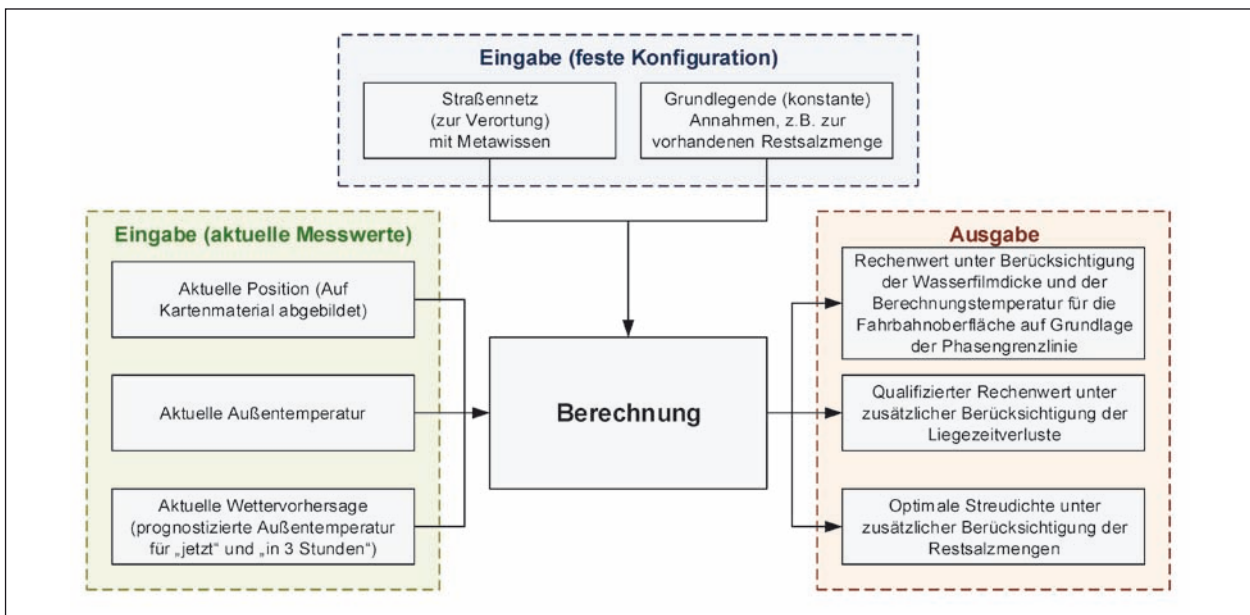 Eingabe (feste Konfiguration)
Straßennetz
(zur Verortung)
mit Metawissen
Grundlegende (konstante)
Annahmen, z.B. zur
vorhandenen Restsalzmenge
Eingabe (aktuelle Messwerte)
Aktuelle Position (Auf
Kartenmaterial abgebildet)
Aktuelle Außentemperatur
Aktuelle Wettervorhersage
(prognostizierte Außentemperatur
für „jetzt“ und „in 3 Stunden“)
Berechnung
Ausgabe
Rechenwert unter Berücksichtigung
der Wasserfilmdicke und der
Berechnungstemperatur für die
Fahrbahnoberfläche auf Grundlage
der Phasengrenzlinie
Qualifizierter Rechenwert unter
zusätzlicher Berücksichtigung der
Liegezeitverluste
Optimale Streudichte unter
zusätzlicher Berücksichtigung der
Restsalzmengen